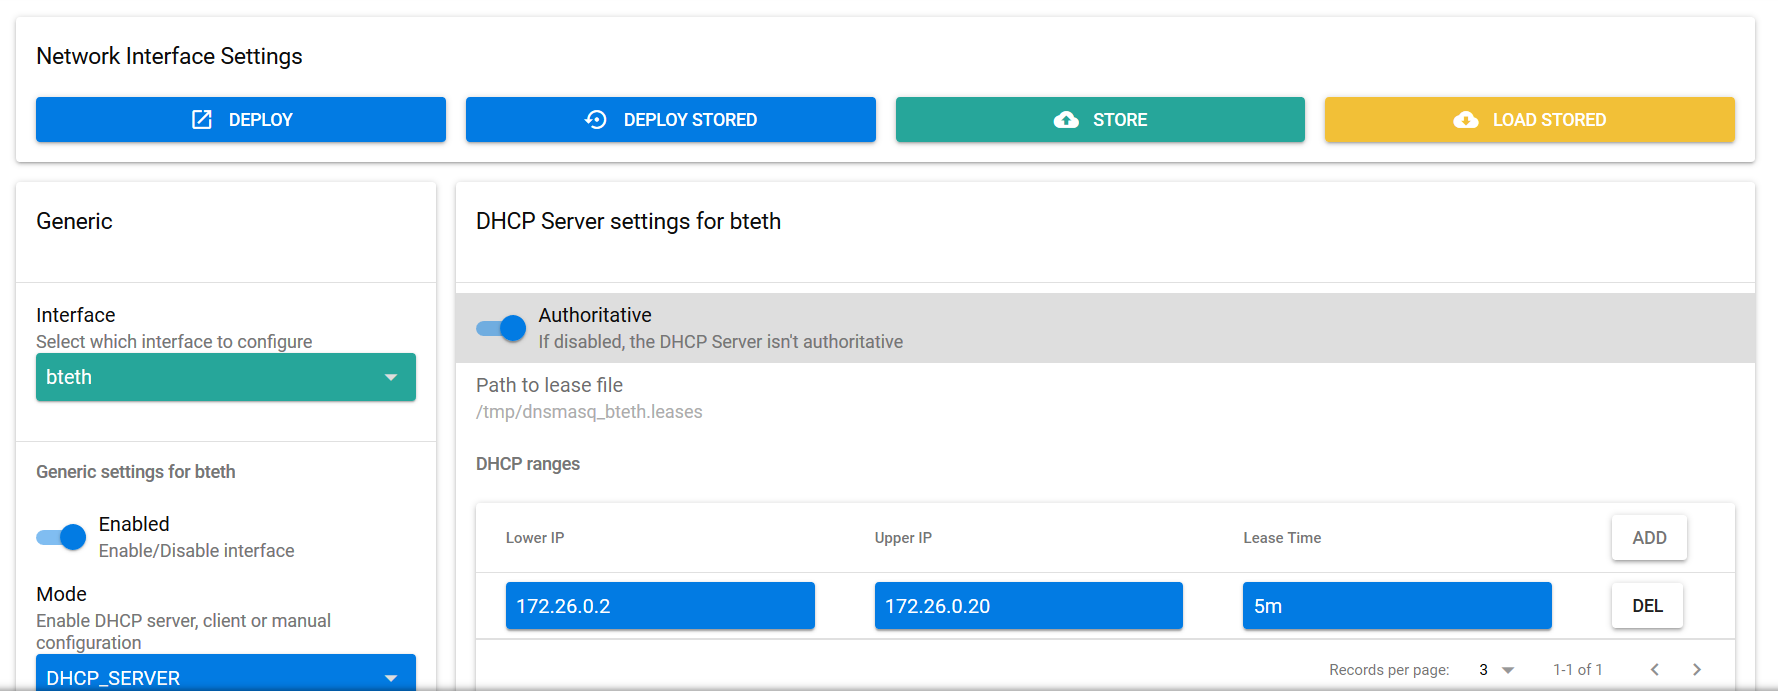 Network Interface Settings
DEPLOY
DEPLOY STORED
STORE
LOAD STORED
Generic
Interface
Select which interface to configure
bteth
Generic settings for bteth
Enabled
Enable/Disable interface
Mode
Enable DHCP server, client or manual
configuration
DHCP_SERVER
DHCP Server settings for bteth
Authoritative
If disabled, the DHCP Server isn't authoritative
Path to lease file
/tmp/dnsmasq_bteth.leases
DHCP ranges
Lower IP
Upper IP
Lease Time
ADD
172.26.0.2
172.26.0.20
5m
DEL
Records per page:
3
1-1 of 1